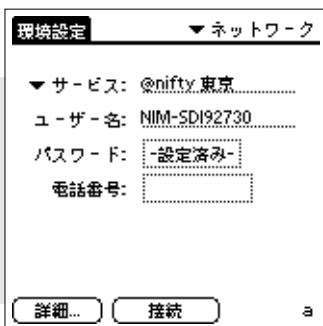 環境設定 ▼ ネットワーク
▼ サービス: @nifty 東京
ユーザー名: NIM-SDI92730
パスワード: -設定済み-
電話番号:
詳細... 接続 a